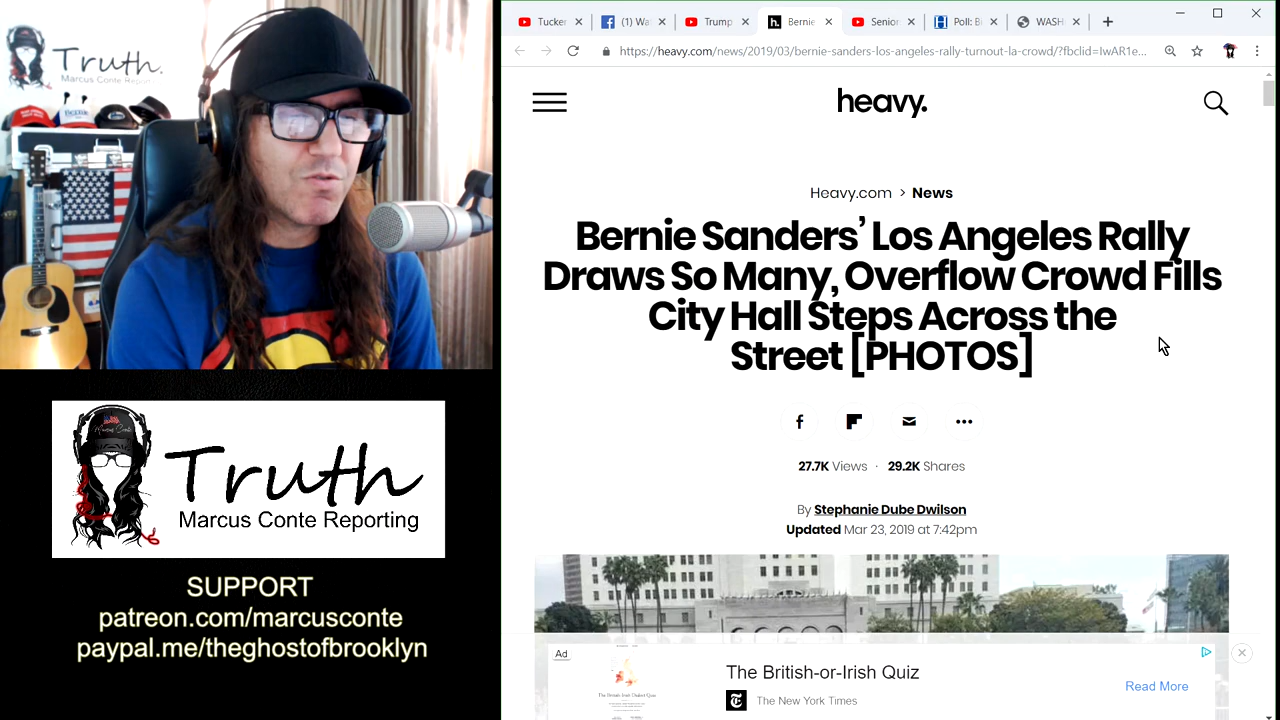 Truth.
Marcus Conte
Truth
Marcus Conte Reporting
SUPPORT
patreon.com/marcusconte
paypal.me/theghostofbrooklyn
Tucker
(1) Wa
Trump
Bernie
Senior
Poll: B
WASH
https://heavy.com/news/2019/03/bernie-sanders-los-angeles-rally-turnout-la-crowd/?fbclid=IwAR1e...
heavy.
Heavy.com > News
Bernie Sanders’ Los Angeles Rally
Draws So Many, Overflow Crowd Fills
City Hall Steps Across the
Street [PHOTOS]
27.7K Views · 29.2K Shares
By Stephanie Dube Dwilson
Updated Mar 23, 2019 at 7:42pm
Ad
The British-or-Irish Quiz
The New York Times
Read More